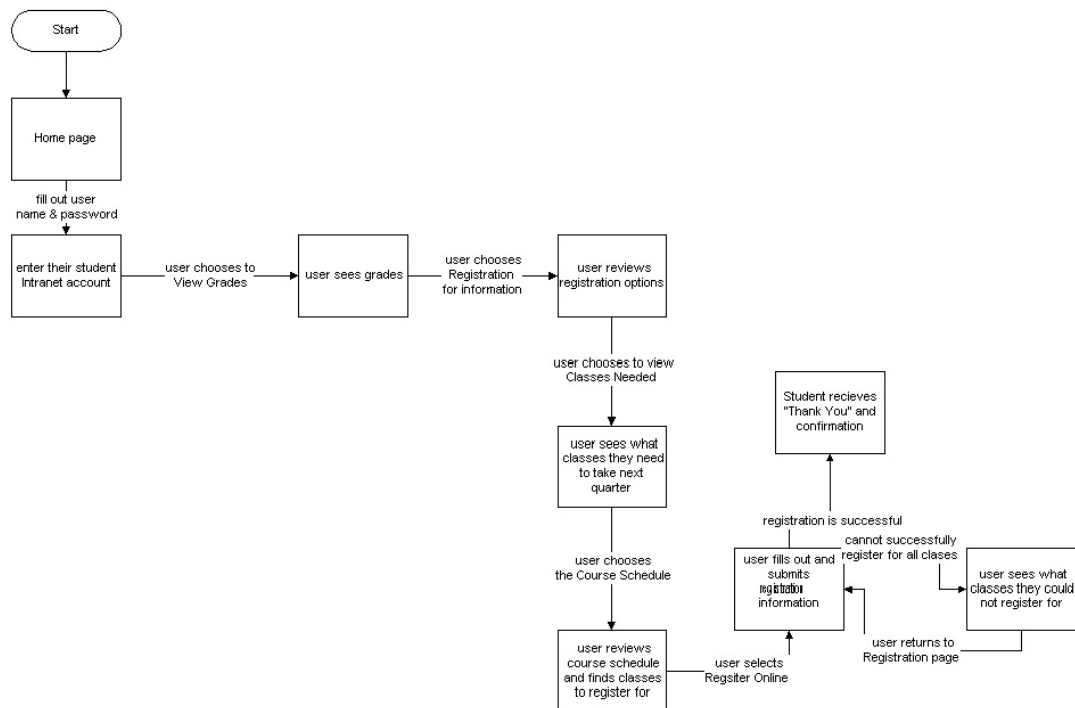 Start
Home page
fill out user
name & password
enter their student
Intranet account
user chooses to
View Grades
user sees grades
user chooses
Registration
for information
user reviews
registration options
user chooses to view
Classes Needed
user sees what
classes they need
to take next
quarter
user chooses
the Course Schedule
user reviews
course schedule
and finds classes
to register for
user selects
Regsiter Online
user fills out and
submits
registration
information
registration is successful
Student recieves
"Thank You" and
confirmation
cannot successfully
register for all clases
user sees what
classes they could
not register for
user returns to
Registration page